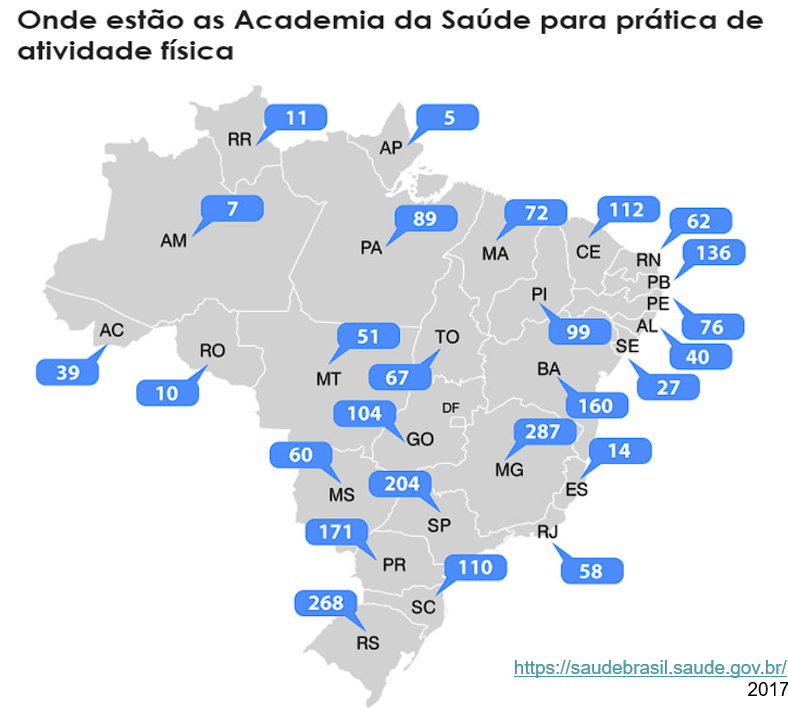 Onde estão as Academia da Saúde para prática de
atividade física
RR
11
AP
5
AM
7
PA
89
MA
72
CE
112
RN
62
PB
136
PE
76
AL
40
SE
27
PI
99
AC
39
RO
10
MT
51
TO
67
BA
160
DF
GO
104
MG
287
ES
14
MS
60
SP
204
RJ
58
PR
171
SC
110
RS
268
https://saudebrasil.saude.gov.br/
2017